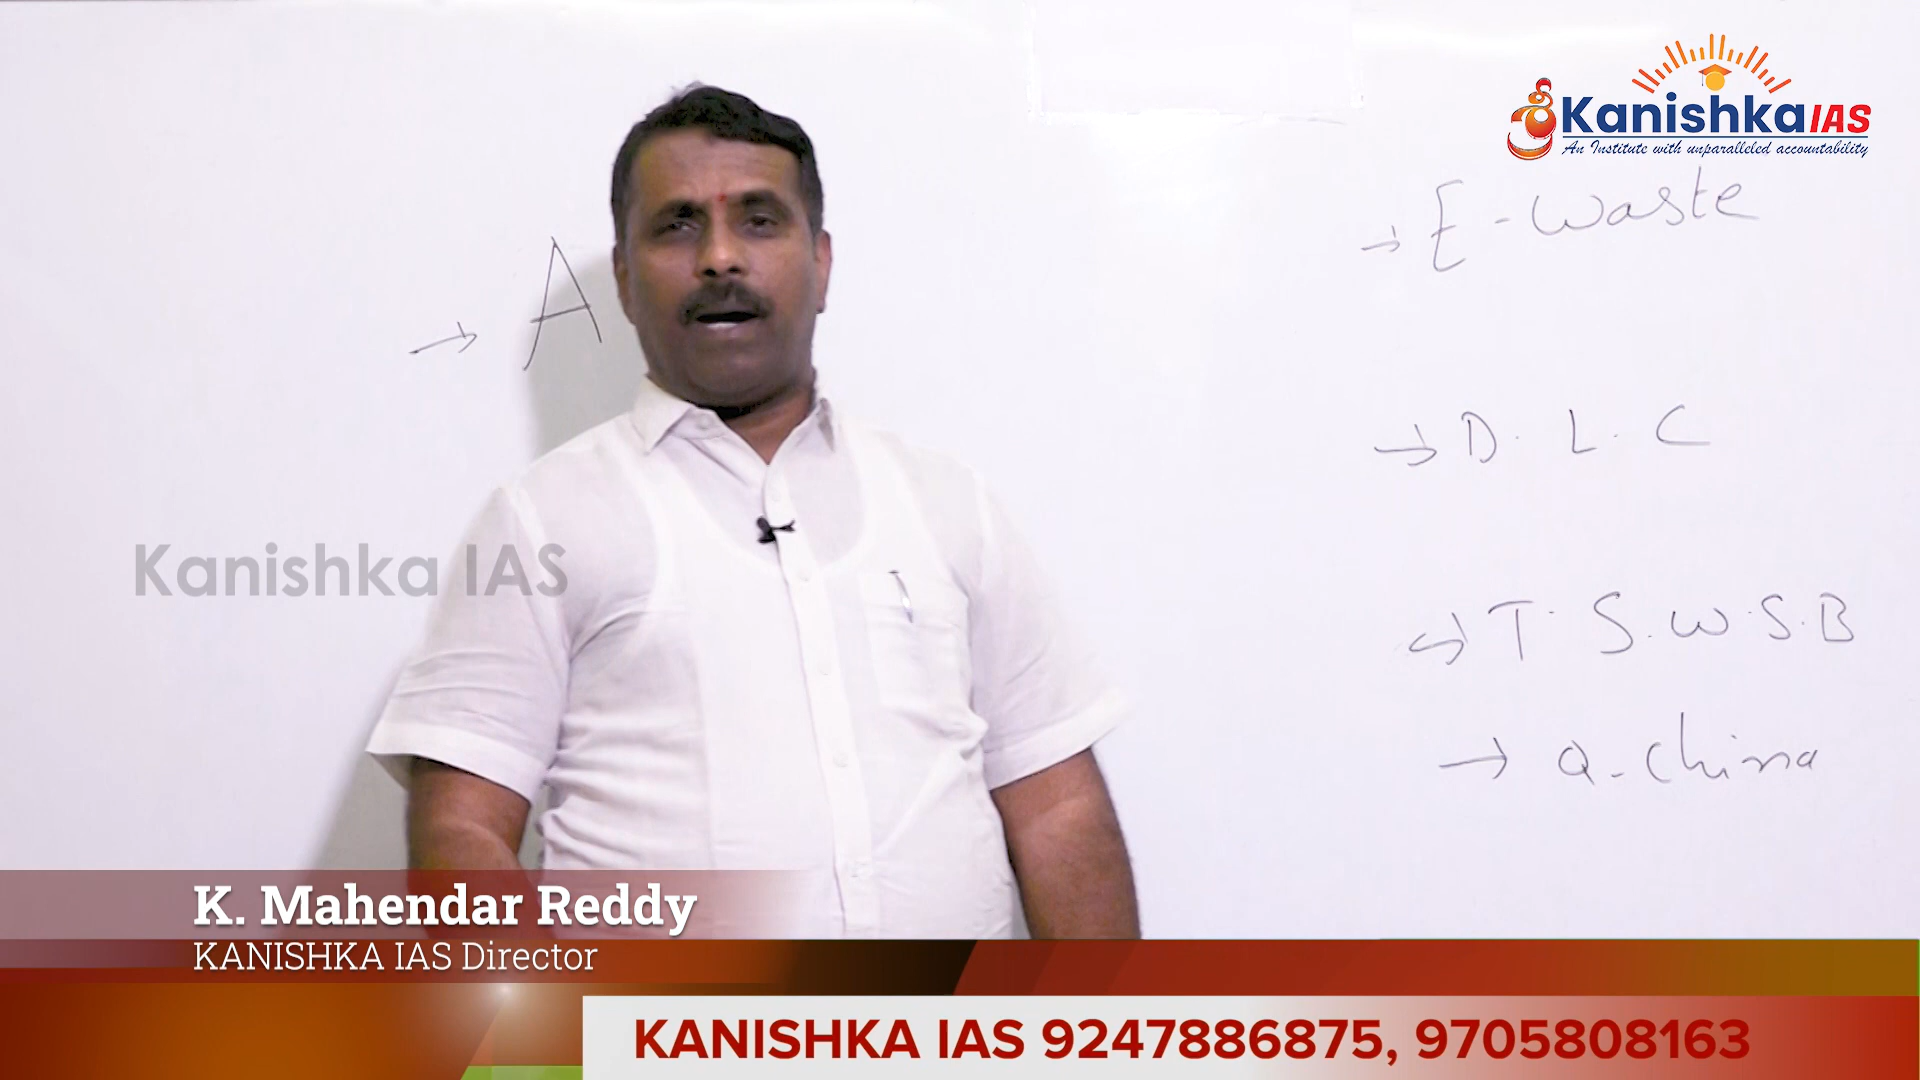 Kanishka IAS
An Institute with unparalleled accountability
→ E-waste
→ A
→ D. L. C
Kanishka IAS
→ T. S. W. S. B
→ Q. China
K. Mahendar Reddy
KANISHKA IAS Director
KANISHKA IAS 9247886875, 9705808163